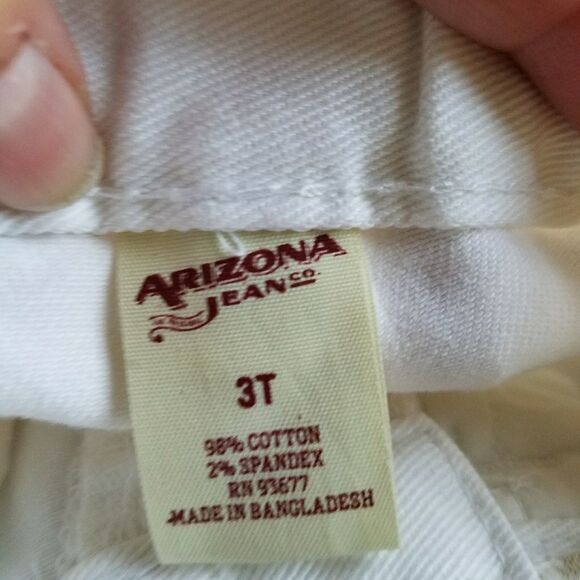 ARIZONA
JEAN CO.
3T
98% COTTON
2% SPANDEX
RN 93677
MADE IN BANGLADESH